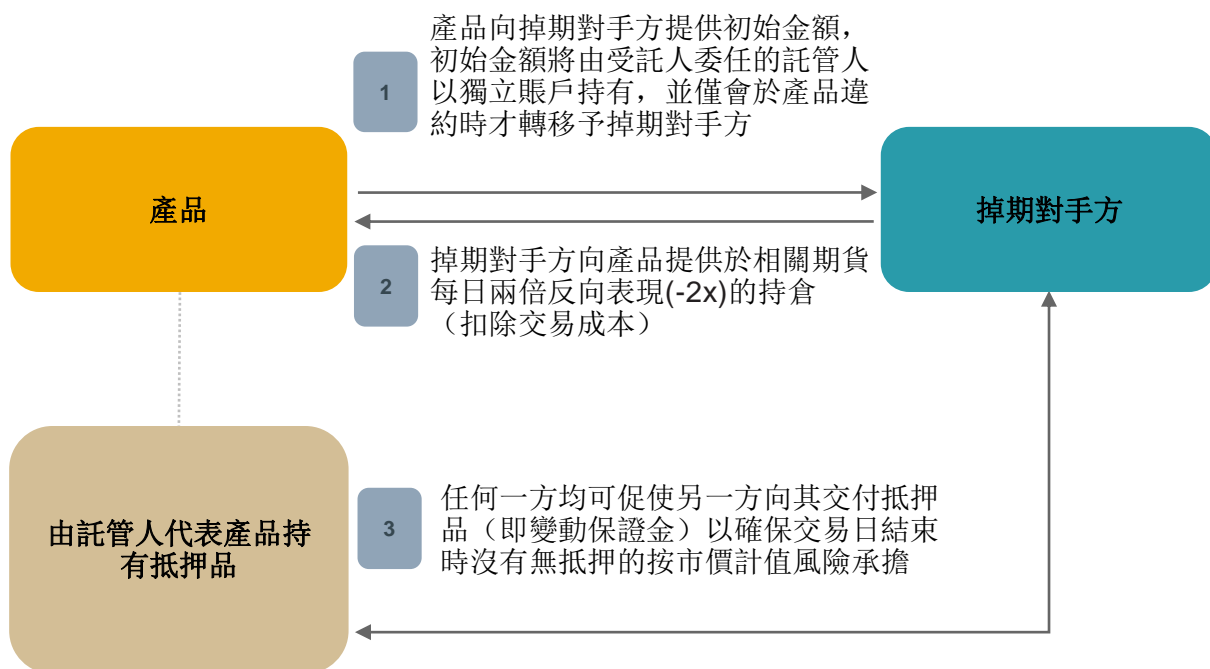 產品向掉期對手方提供初始金額，
初始金額將由受託人委任的託管人
以獨立賬戶持有，並僅會於產品違
約時才轉移予掉期對手方
1
產品
掉期對手方
掉期對手方向產品提供於相關期貨
每日兩倍反向表現(-2x)的持倉
（扣除交易成本）
2
任何一方均可促使另一方向其交付抵押
品（即變動保證金）以確保交易日結束
時沒有無抵押的按市價計值風險承擔
3
由託管人代表產品持
有抵押品